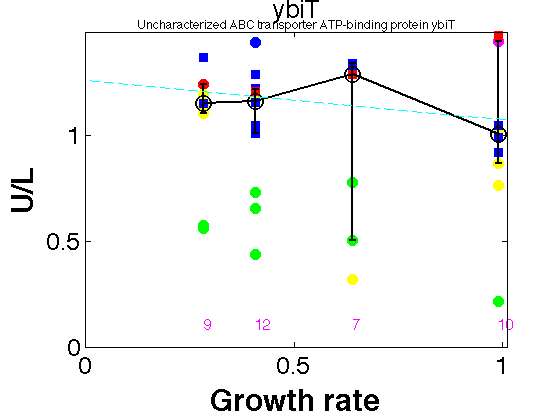 ybiT
Uncharacterized ABC transporter ATP-binding protein ybiT
1
0.5
0
U/L
9
12
7
10
0
0.5
1
Growth rate